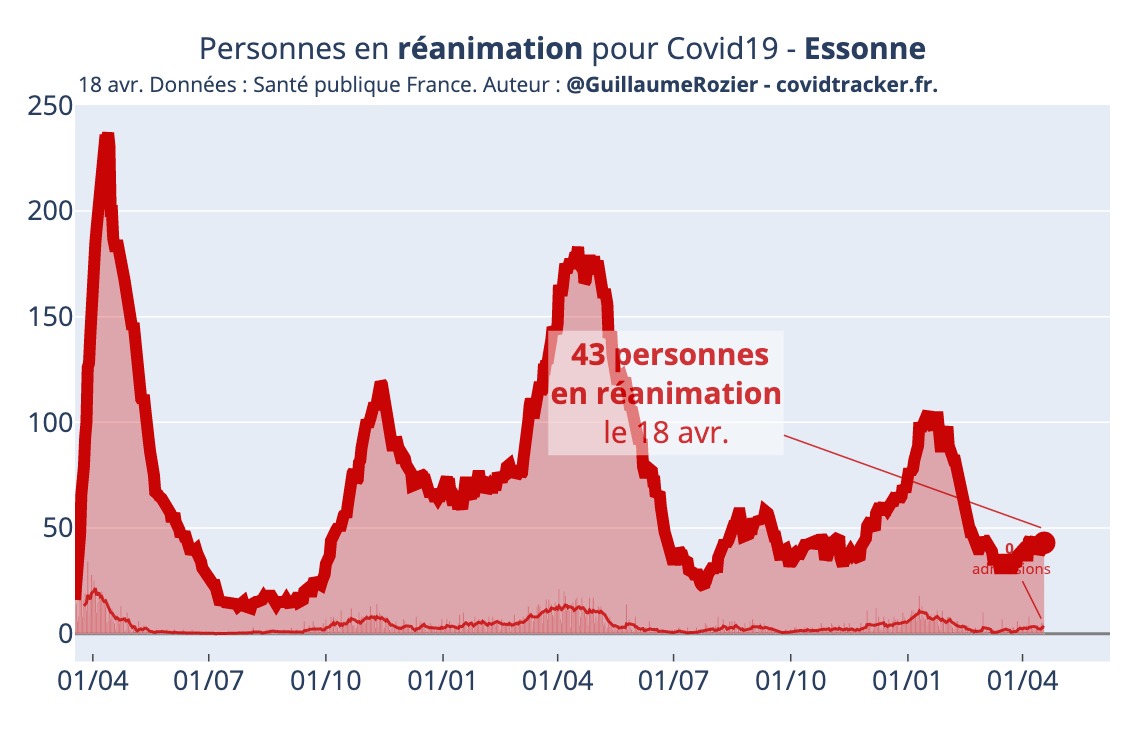 Personnes en réanimation pour Covid19 - Essonne
18 avr. Données : Santé publique France. Auteur : @GuillaumeRozier - covidtracker.fr.
250
200
150
100
50
0
43 personnes
en réanimation
le 18 avr.
0
admissions
01/04 01/07 01/10 01/01 01/04 01/07 01/10 01/01 01/04